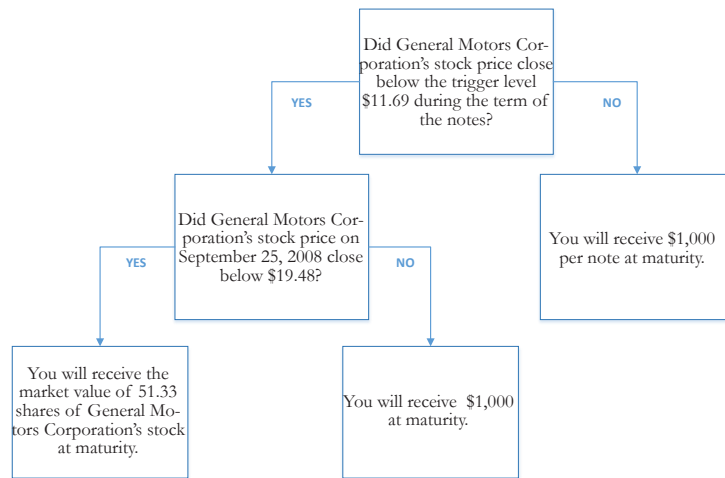 Did General Motors Cor-
poration's stock price close
below the trigger level
$11.69 during the term of
the notes?
YES
NO
Did General Motors Cor-
poration's stock price on
September 25, 2008 close
below $19.48?
You will receive $1,000
per note at maturity.
YES
NO
You will receive the
market value of 51.33
shares of General Mo-
tors Corporation's stock
at maturity.
You will receive $1,000
at maturity.